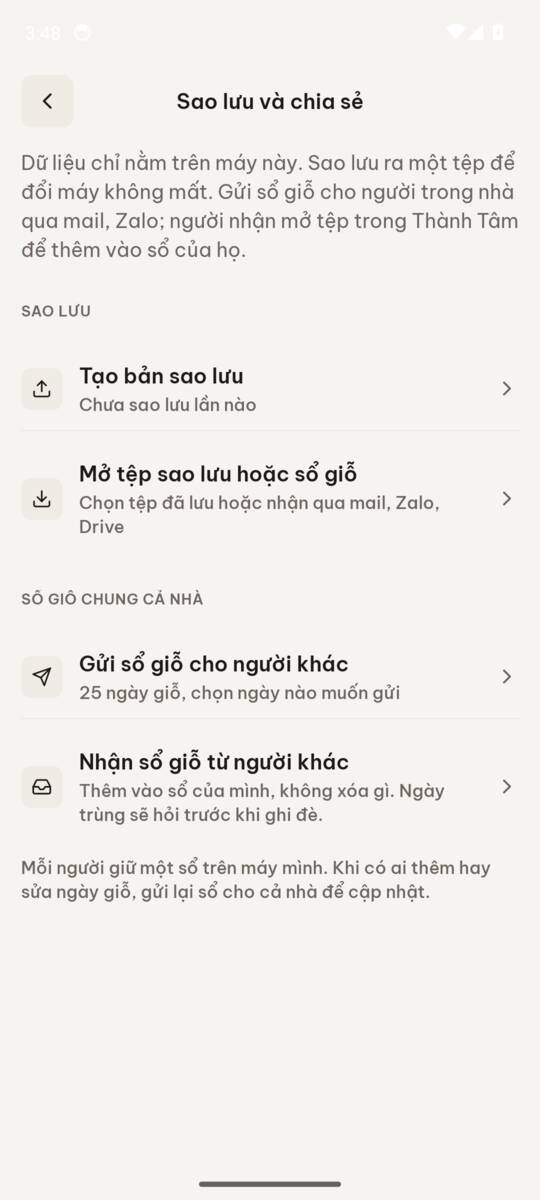 3:48
Sao lưu và chia sẻ
Dữ liệu chỉ nằm trên máy này. Sao lưu ra một tệp để
đổi máy không mất. Gửi sổ giỗ cho người trong nhà
qua mail, Zalo; người nhận mở tệp trong Thành Tâm
để thêm vào sổ của họ.
SAO LƯU
Tạo bản sao lưu
Chưa sao lưu lần nào
Mở tệp sao lưu hoặc sổ giỗ
Chọn tệp đã lưu hoặc nhận qua mail, Zalo,
Drive
SỔ GIỖ CHUNG CẢ NHÀ
Gửi sổ giỗ cho người khác
25 ngày giỗ, chọn ngày nào muốn gửi
Nhận sổ giỗ từ người khác
Thêm vào sổ của mình, không xóa gì. Ngày
trùng sẽ hỏi trước khi ghi đè.
Mỗi người giữ một sổ trên máy mình. Khi có ai thêm hay
sửa ngày giỗ, gửi lại sổ cho cả nhà để cập nhật.